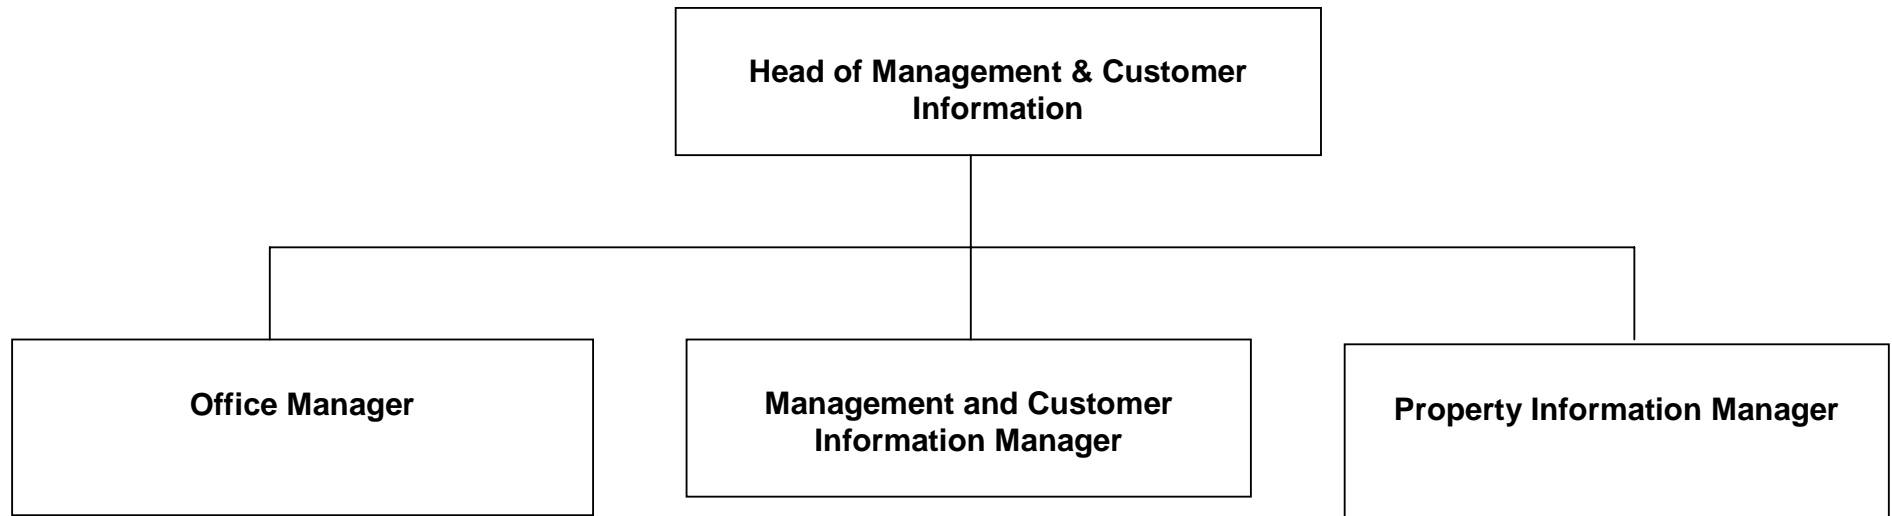 Head of Management & Customer
Information
Office Manager
Management and Customer
Information Manager
Property Information Manager